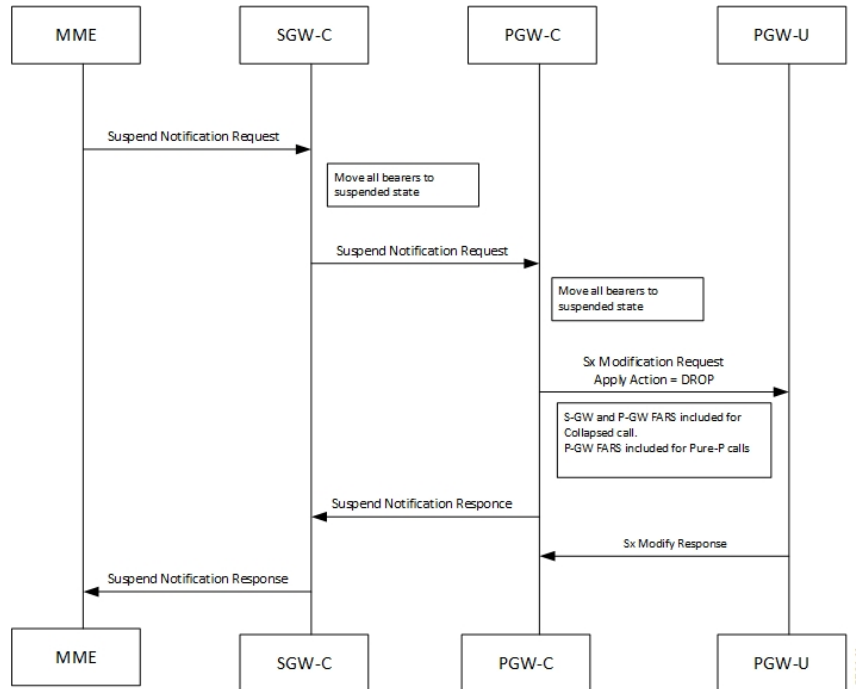 MME
SGW-C
PGW-C
PGW-U
Suspend Notification Request
Move all bearers to
suspended state
Suspend Notification Request
Move all bearers to
suspended state
Sx Modification Request
Apply Action = DROP
S-GW and P-GW FARS included for
Collapsed call.
P-GW FARS included for Pure-P calls
Suspend Notification Responce
Sx Modify Response
Suspend Notification Response
MME
SGW-C
PGW-C
PGW-U